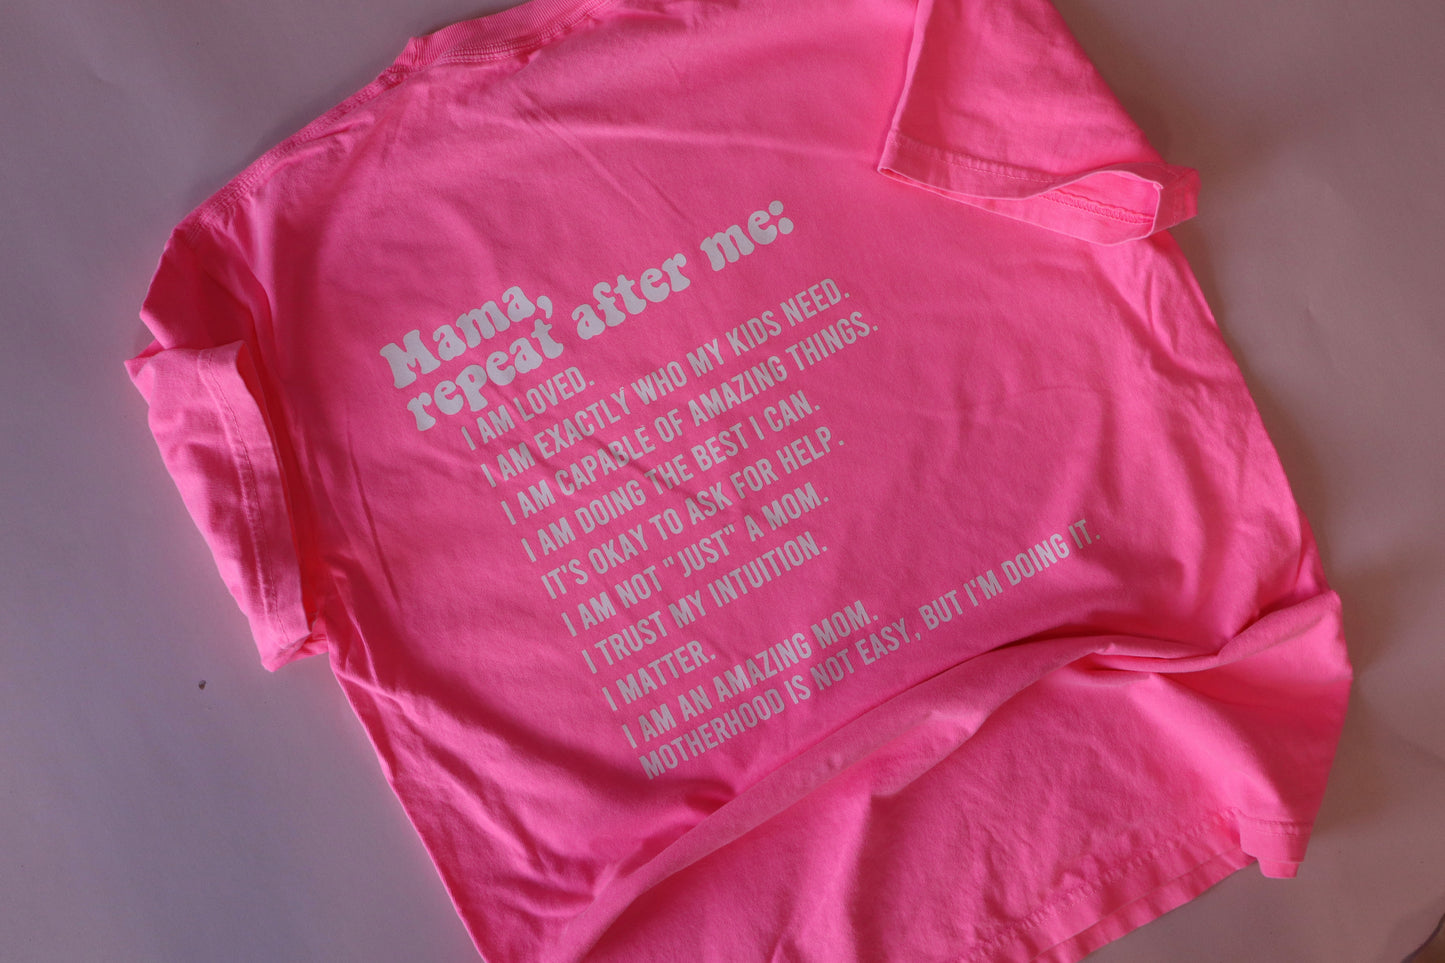 Mama,
repeat after me:
I AM LOVED.
I AM EXACTLY WHO MY KIDS NEED.
I AM CAPABLE OF AMAZING THINGS.
I AM DOING THE BEST I CAN.
IT'S OKAY TO ASK FOR HELP.
I AM NOT "JUST" A MOM.
I TRUST MY INTUITION.
I MATTER.
I AM AN AMAZING MOM.
MOTHERHOOD IS NOT EASY, BUT I'M DOING IT.